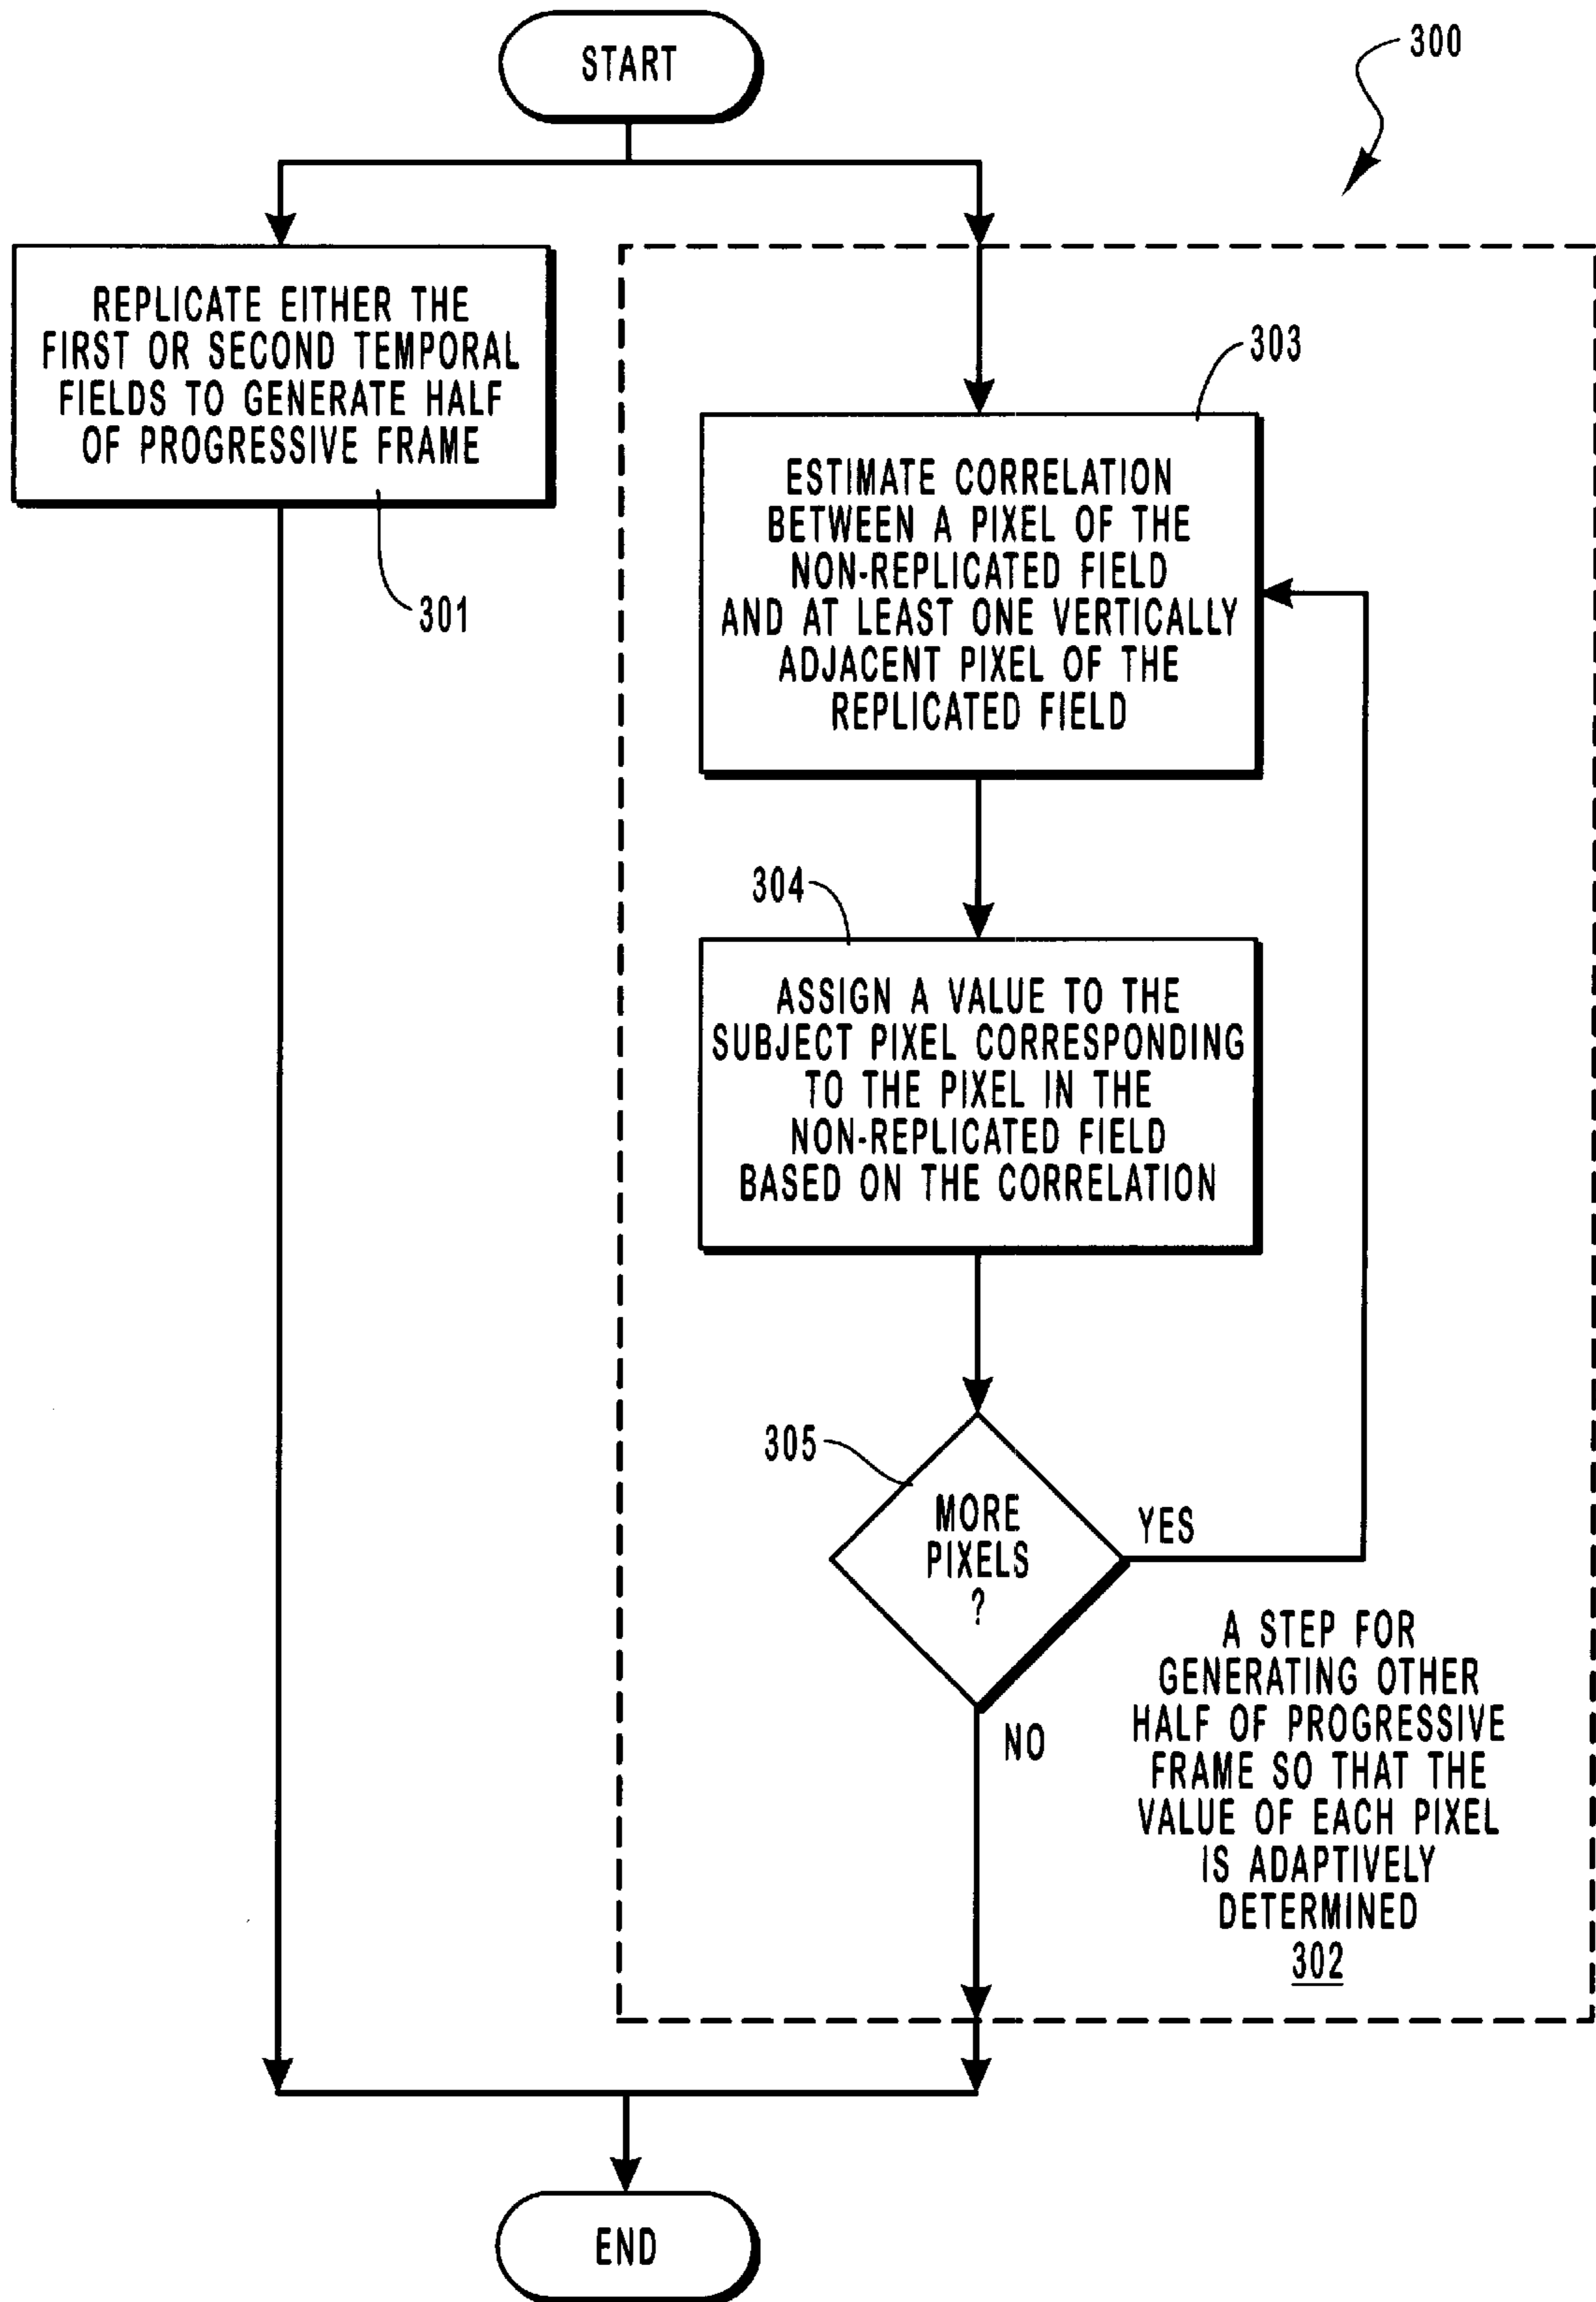 START
300
REPLICATE EITHER THE
FIRST OR SECOND TEMPORAL
FIELDS TO GENERATE HALF
OF PROGRESSIVE FRAME
301
303
ESTIMATE CORRELATION
BETWEEN A PIXEL OF THE
NON-REPLICATED FIELD
AND AT LEAST ONE VERTICALLY
ADJACENT PIXEL OF THE
REPLICATED FIELD
304
ASSIGN A VALUE TO THE
SUBJECT PIXEL CORRESPONDING
TO THE PIXEL IN THE
NON-REPLICATED FIELD
BASED ON THE CORRELATION
305
MORE
PIXELS
?
YES
NO
A STEP FOR
GENERATING OTHER
HALF OF PROGRESSIVE
FRAME SO THAT THE
VALUE OF EACH PIXEL
IS ADAPTIVELY
DETERMINED
302
END